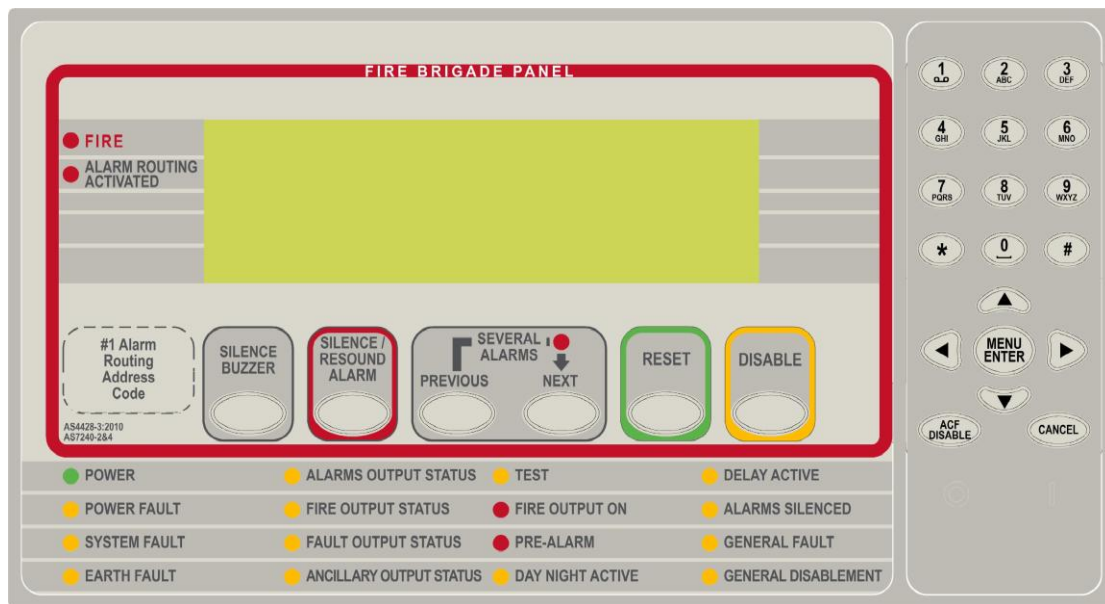 FIRE BRIGADE PANEL
FIRE
ALARM ROUTING
ACTIVATED
#1 Alarm
Routing
Address
Code
AS4428-3:2010
AS7240-2&4
SILENCE
BUZZER
SILENCE /
RESOUND
ALARM
SEVERAL
ALARMS
PREVIOUS
NEXT
RESET
DISABLE
POWER
ALARMS OUTPUT STATUS
TEST
DELAY ACTIVE
POWER FAULT
FIRE OUTPUT STATUS
FIRE OUTPUT ON
ALARMS SILENCED
SYSTEM FAULT
FAULT OUTPUT STATUS
PRE-ALARM
GENERAL FAULT
EARTH FAULT
ANCILLARY OUTPUT STATUS
DAY NIGHT ACTIVE
GENERAL DISABLEMENT
1
2
ABC
3
DEF
4
GHI
5
JKL
6
MNO
7
PQRS
8
TUV
9
WXYZ
*
0
#
MENU
ENTER
ACF
DISABLE
CANCEL